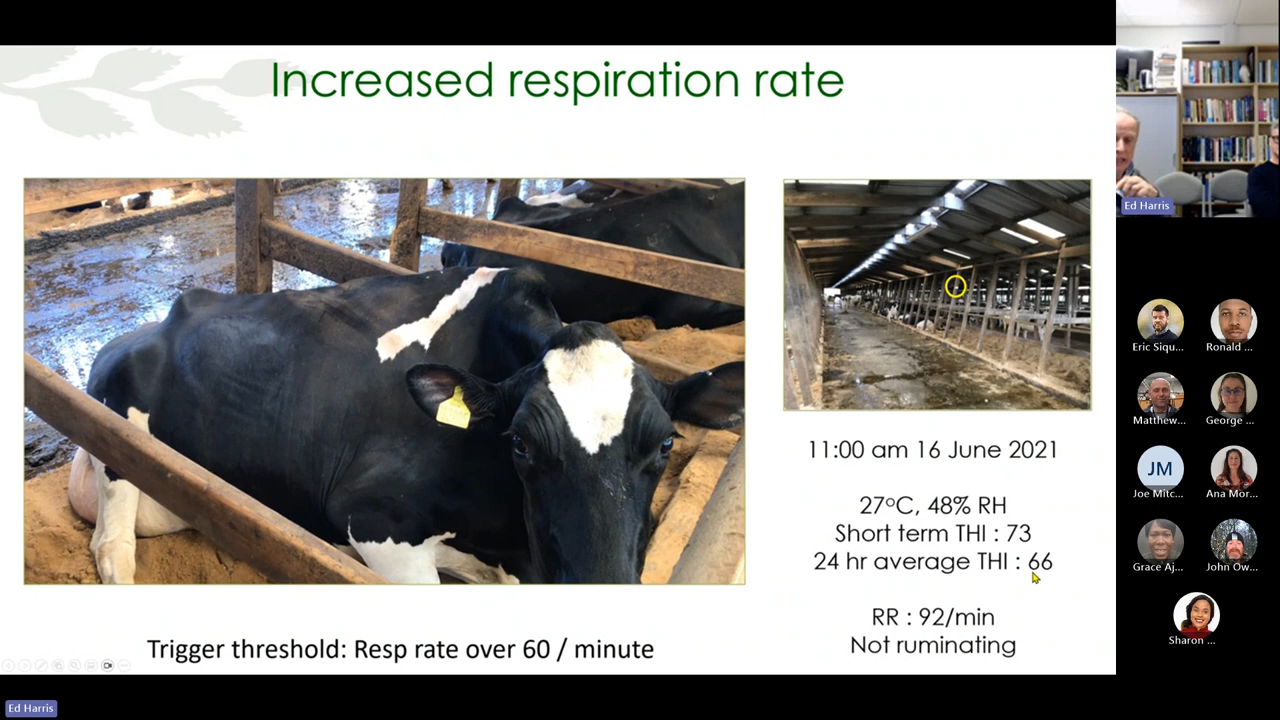 Increased respiration rate
11:00 am 16 June 2021
27°C, 48% RH
Short term THI : 73
24 hr average THI : 66
RR : 92/min
Not ruminating
Trigger threshold: Resp rate over 60 / minute
Ed Harris
Ed Harris
Eric Siqu...
Ronald ...
Matthew...
George ...
JM
Joe Mitc...
Ana Mor...
Grace Aj...
John Ow...
Sharon ...